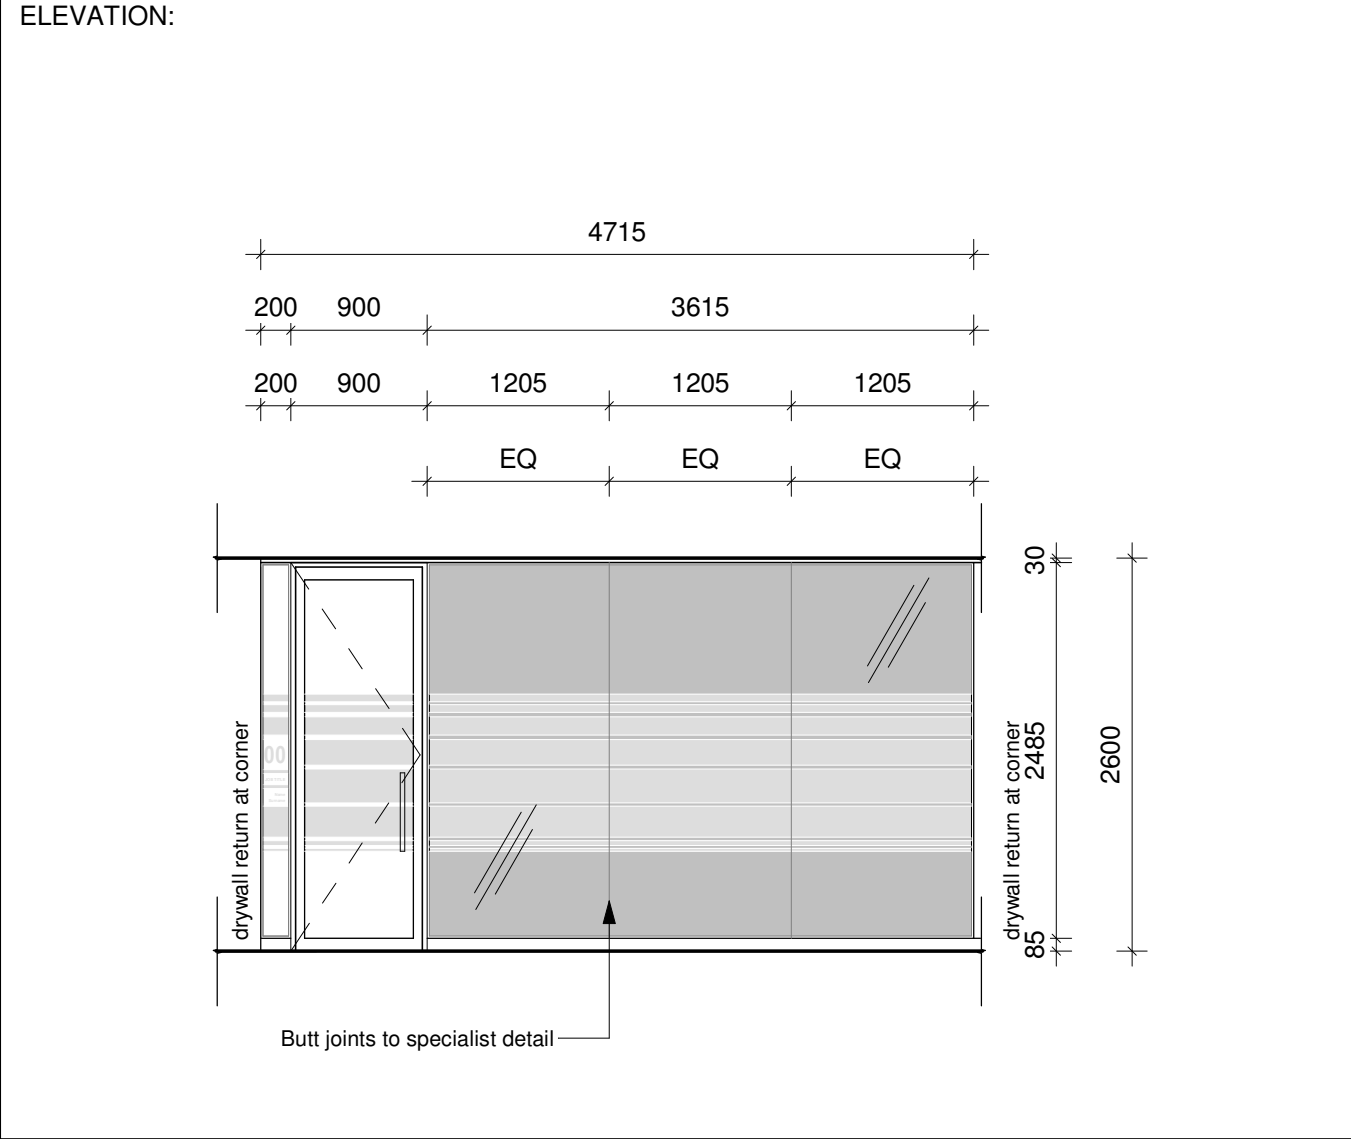 ELEVATION:
4715
200 900 3615
200 900 1205 1205 1205
EQ EQ EQ
30
2485
2600
85
drywall return at corner
drywall return at corner
00
Butt joints to specialist detail